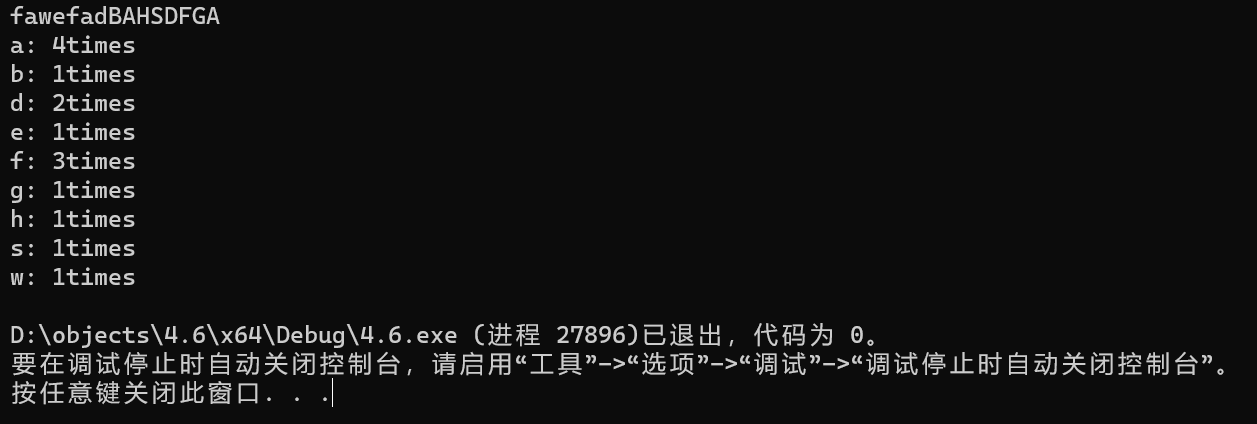 fawefadBAHSDFGA
a: 4times
b: 1times
d: 2times
e: 1times
f: 3times
g: 1times
h: 1times
s: 1times
w: 1times
D:\objects\4.6\x64\Debug\4.6.exe (进程 27896)已退出，代码为 0。
要在调试停止时自动关闭控制台，请启用“工具”->“选项”->“调试”->“调试停止时自动关闭控制台”。
按任意键关闭此窗口. . .